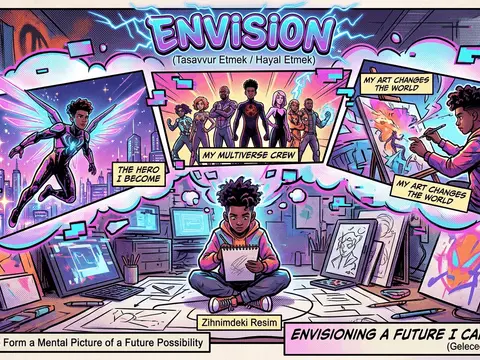 ENVISION
(Tasavvur Etmek / Hayal Etmek)
THE HERO
I BECOME
MY MULTIVERSE CREW
MY ART CHANGES
THE WORLD
MY ART CHANGES
THE WORLD
Zihnimdeki Resim
Form a Mental Picture of a Future Possibility
ENVISIONING A FUTURE I CA
(Gelece